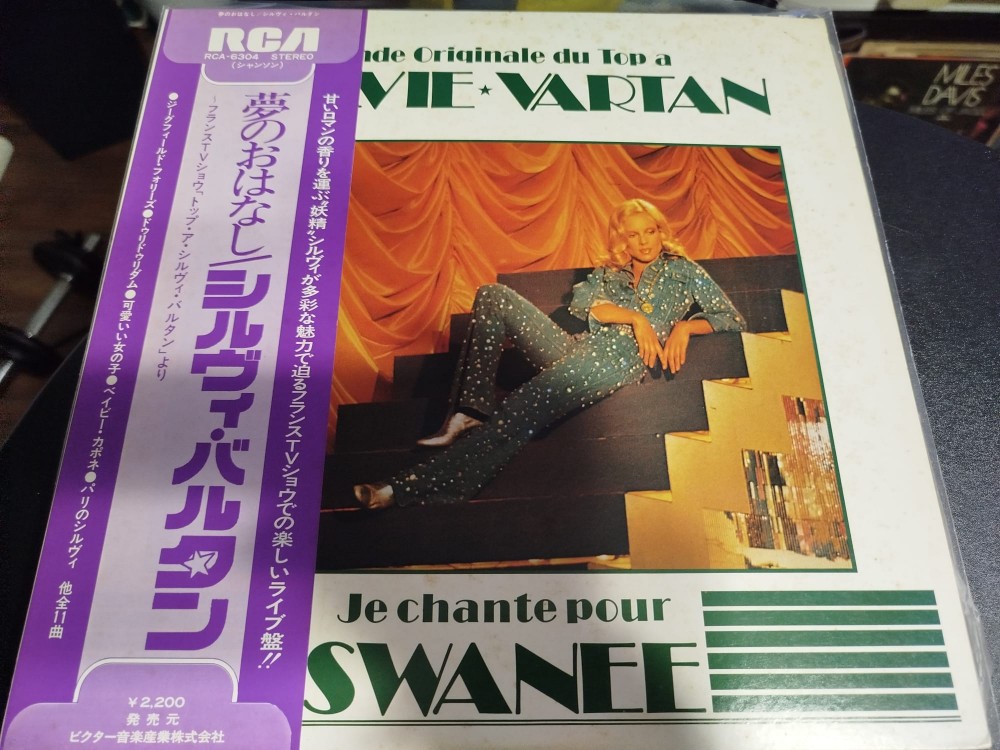 夢のおはなし/シルヴィ・バルタン
RCA
RCA-6304 STEREO
(シャンソン)
甘いロマンの香りを運ぶ“妖精”シルヴィが多彩な魅力で迫るフランスTVショウでの楽しいライブ盤!!
夢のおはなし/シルヴィ・バルタン
~フランスTVショウ「トップ・ア・シルヴィ・バルタン」より
●ジーグフィールド・フォリーズ●ドゥリドゥリダム●可愛いい女の子●ベイビー・カポネ●パリのシルヴィ 他全11曲
¥2,200
発売元
ビクター音楽産業株式会社
nde Originale du Top a
VIE★VARTAN
Je chante pour
SWANEE
MILES
DAVIS